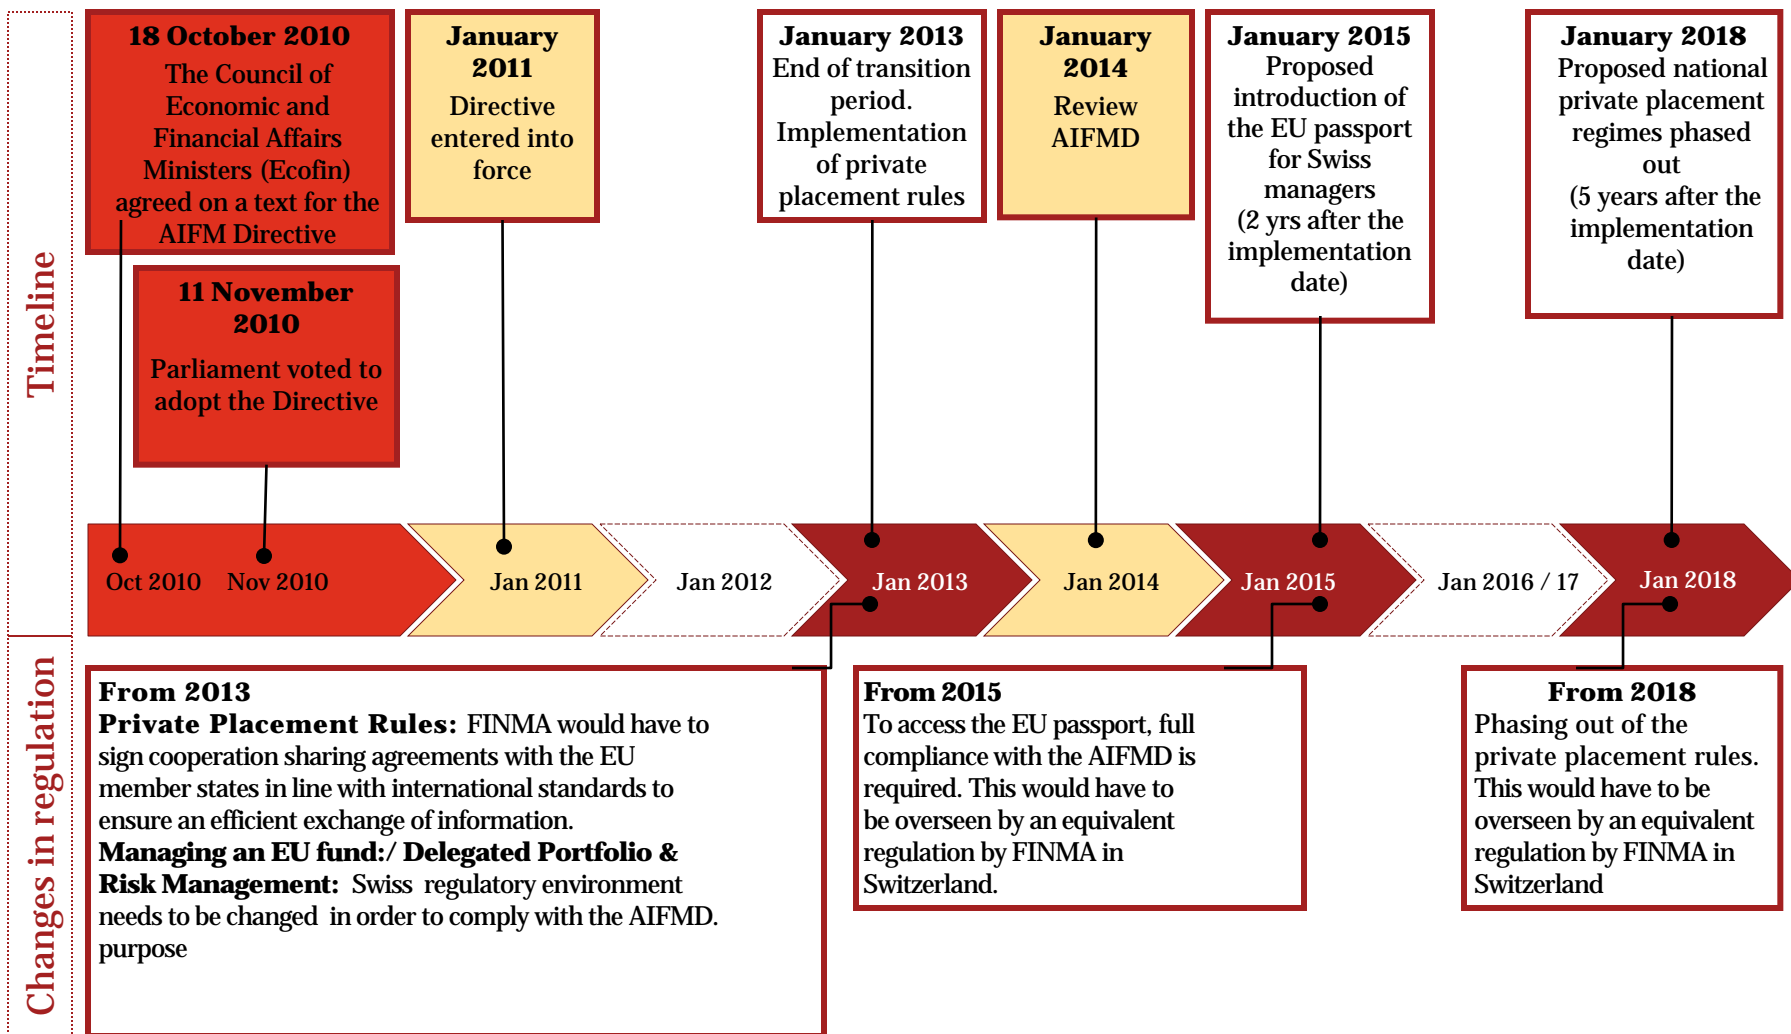 Timeline
18 October 2010
The Council of
Economic and
Financial Affairs
Ministers (Ecofin)
agreed on a text for the
AIFM Directive
11 November
2010
Parliament voted to
adopt the Directive
January
2011
Directive
entered into
force
January 2013
End of transition
period.
Implementation
of private
placement rules
January
2014
Review
AIFMD
January 2015
Proposed
introduction of
the EU passport
for Swiss
managers
(2 yrs after the
implementation
date)
January 2018
Proposed national
private placement
regimes phased
out
(5 years after the
implementation
date)
Oct 2010
Nov 2010
Jan 2011
Jan 2012
Jan 2013
Jan 2014
Jan 2015
Jan 2016 / 17
Jan 2018
Changes in regulation
From 2013
Private Placement Rules: FINMA would have to
sign cooperation sharing agreements with the EU
member states in line with international standards to
ensure an efficient exchange of information.
Managing an EU fund:/ Delegated Portfolio &
Risk Management: Swiss regulatory environment
needs to be changed in order to comply with the AIFMD.
purpose
From 2015
To access the EU passport, full
compliance with the AIFMD is
required. This would have to
be overseen by an equivalent
regulation by FINMA in
Switzerland.
From 2018
Phasing out of the
private placement rules.
This would have to be
overseen by an equivalent
regulation by FINMA in
Switzerland